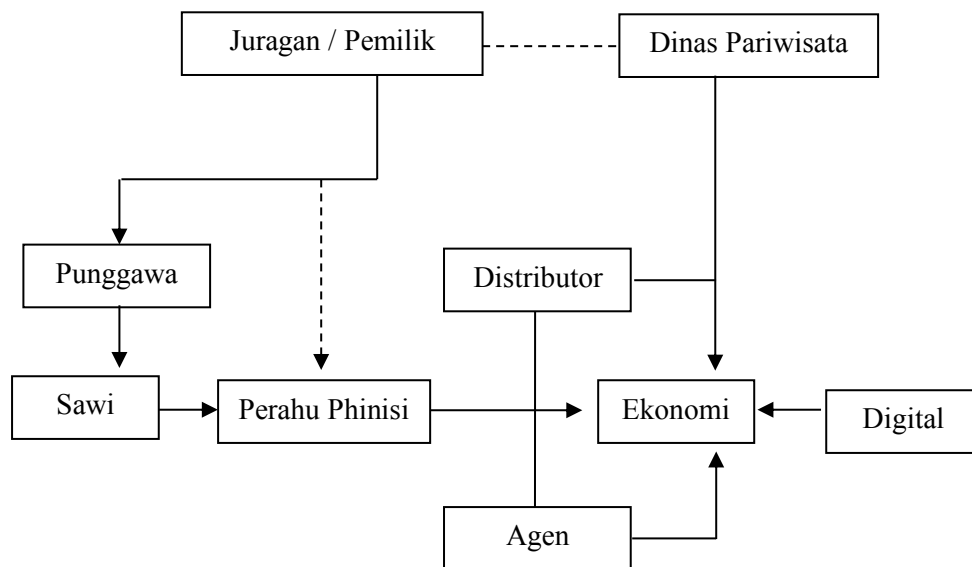 Juragan / Pemilik
Dinas Pariwisata
Punggawa
Distributor
Sawi
Perahu Phinisi
Ekonomi
Digital
Agen